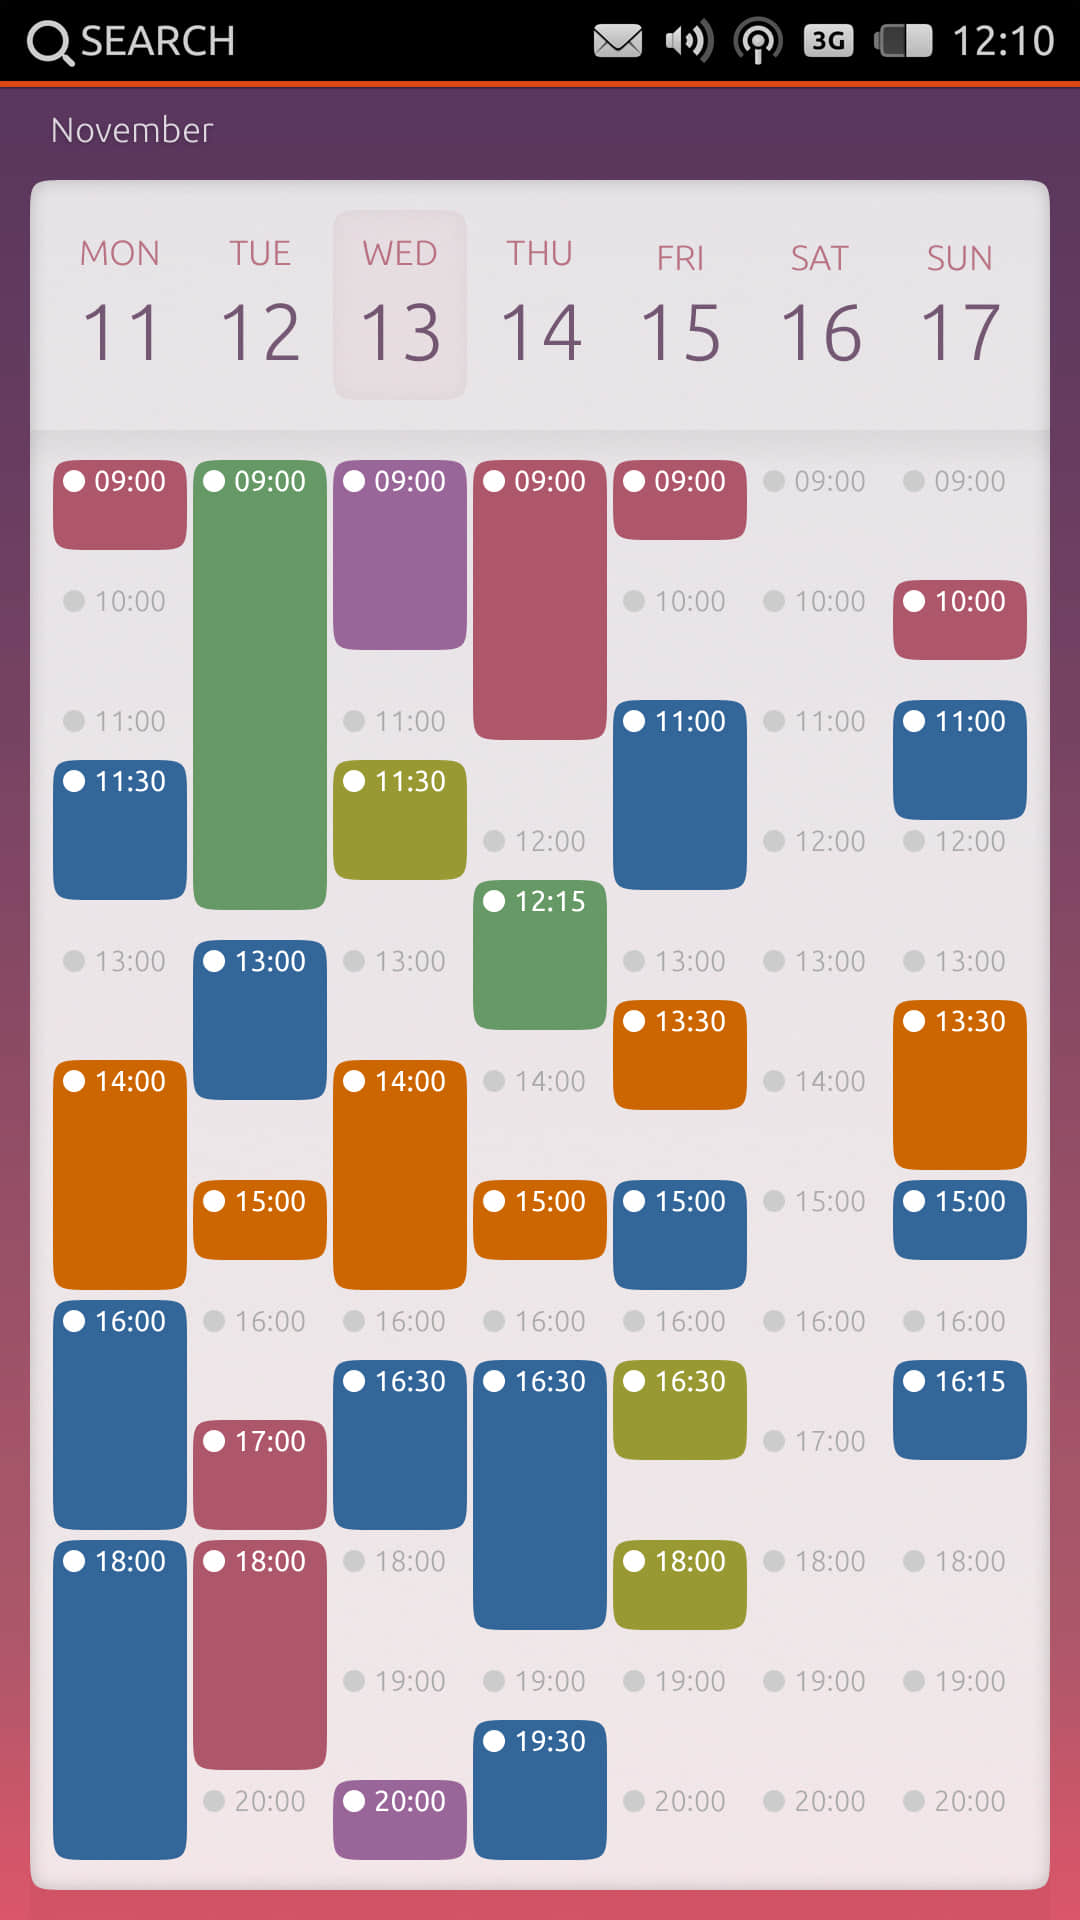 SEARCH 3G 12:10
November
MON TUE WED THU FRI SAT SUN
11 12 13 14 15 16 17
09:00 09:00 09:00 09:00 09:00 09:00 09:00
10:00 10:00 10:00 10:00
11:00 11:00 11:00 11:00 11:00
11:30 11:30
12:00 12:00 12:00
12:15
13:00 13:00 13:00 13:00 13:00 13:00
13:30 13:30
14:00 14:00 14:00 14:00
15:00 15:00 15:00 15:00 15:00
16:00 16:00 16:00 16:00 16:00 16:00 16:00
16:30 16:30 16:30 16:15
17:00 17:00
18:00 18:00 18:00 18:00 18:00 18:00
19:00 19:00 19:00 19:00 19:00
19:30
20:00 20:00 20:00 20:00 20:00